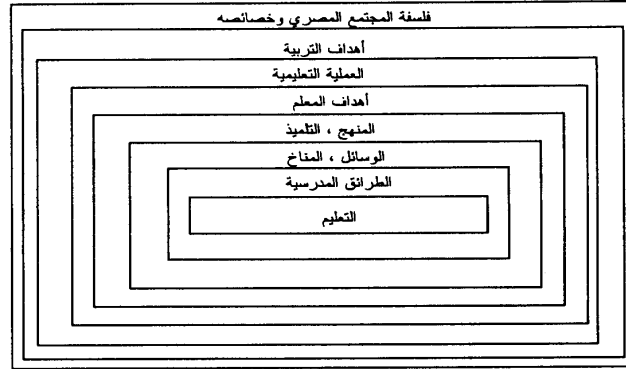 فلسفة المجتمع المصري وخصائصه
أهداف التربية
العملية التعليمية
أهداف المعلم
المنهج ، التلميذ
الوسائل ، المناخ
الطرائق المدرسية
التعليم